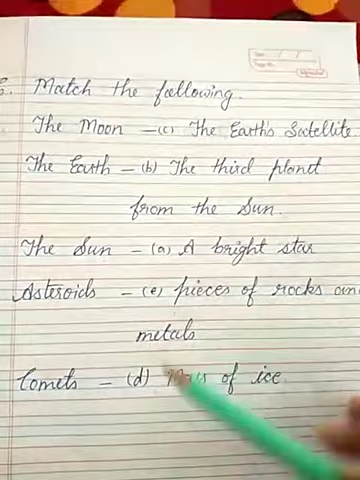 Match the following.
The Moon - (c) The Earth's Satellite
The Earth - (b) The third planet
from the Sun.
The Sun - (a) A bright star
Asteroids - (e) pieces of rocks an
metals
Comets - (d) of ice.